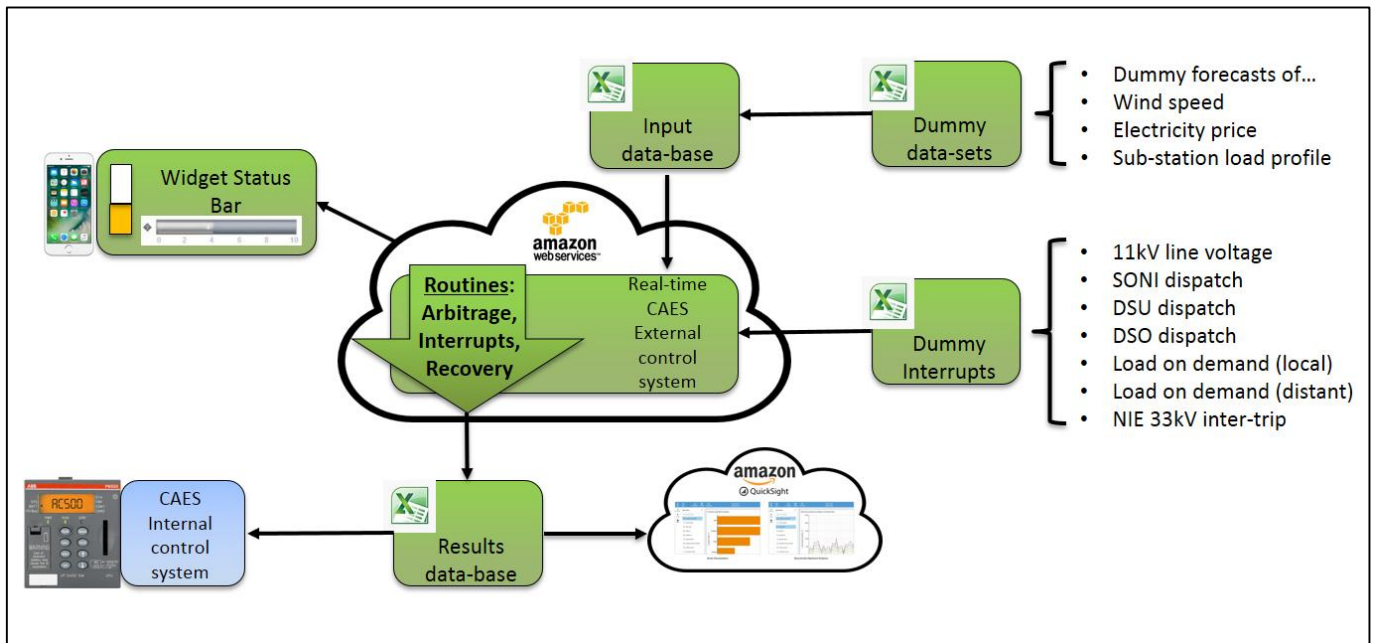 Input
data-base
Dummy
data-sets
• Dummy forecasts of…
• Wind speed
• Electricity price
• Sub-station load profile
Widget Status
Bar
0 2 4 6 8 10
amazon
webservices™
Routines:
Arbitrage,
Interrupts,
Recovery
Real-time
CAES
External
control
system
Dummy
Interrupts
• 11kV line voltage
• SONI dispatch
• DSU dispatch
• DSO dispatch
• Load on demand (local)
• Load on demand (distant)
• NIE 33kV inter-trip
ABB
AC500
CAES
Internal
control
system
Results
data-base
amazon
QuickSight